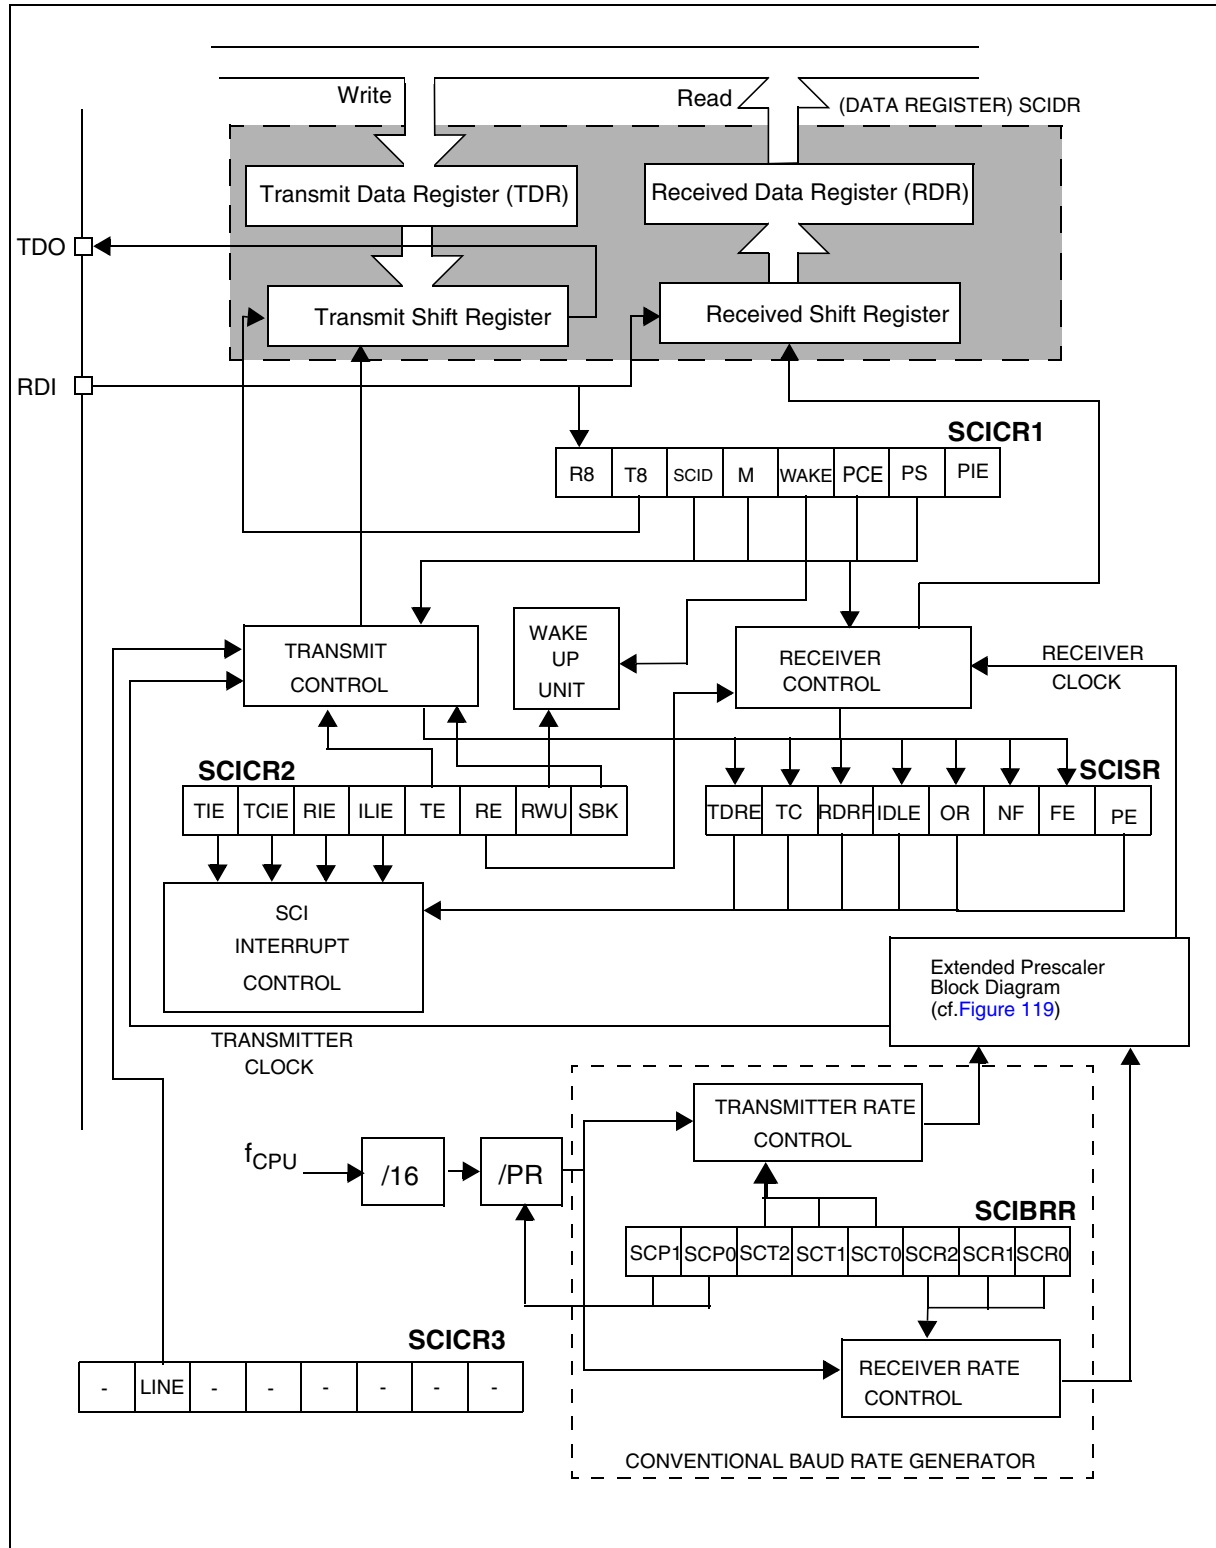 Write
Read
(DATA REGISTER) SCIDR
Transmit Data Register (TDR)
Received Data Register (RDR)
TDO
Transmit Shift Register
Received Shift Register
RDI
SCICR1
R8 T8 SCID M WAKE PCE PS PIE
TRANSMIT
CONTROL
WAKE
UP
UNIT
RECEIVER
CONTROL
RECEIVER
CLOCK
SCICR2
TIE TCIE RIE ILIE TE RE RWU SBK
SCISR
TDRE TC RDRF IDLE OR NF FE PE
SCI
INTERRUPT
CONTROL
Extended Prescaler
Block Diagram
(cf.Figure 119)
TRANSMITTER
CLOCK
TRANSMITTER RATE
CONTROL
fCPU
/16
/PR
SCIBRR
SCP1 SCP0 SCT2 SCT1 SCT0 SCR2 SCR1 SCR0
SCICR3
- LINE - - - - - -
RECEIVER RATE
CONTROL
CONVENTIONAL BAUD RATE GENERATOR